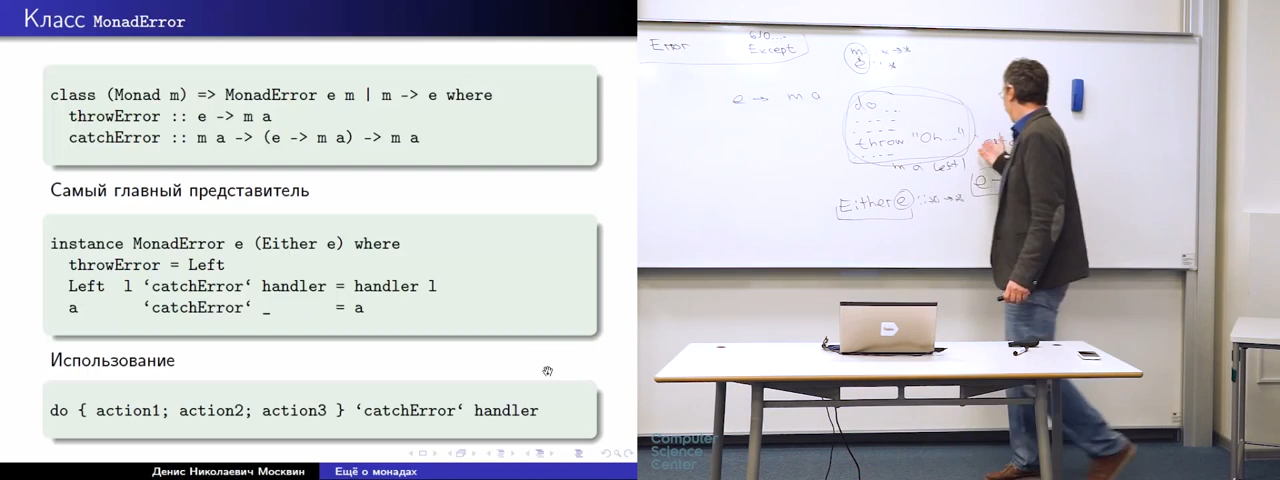 Класс MonadError
class (Monad m) => MonadError e m | m -> e where
throwError :: e -> m a
catchError :: m a -> (e -> m a) -> m a
Самый главный представитель
instance MonadError e (Either e) where
throwError = Left
Left l ‘catchError‘ handler = handler l
a ‘catchError‘ _ = a
Использование
do { action1; action2; action3 } ‘catchError‘ handler
Денис Николаевич Москвин
Ещё о монадах
Error
Except
m :: * -> *
e :: *
e -> m a
do
throw "Oh..."
m a Left
Either e :: * -> *
e
Computer
Science
Center